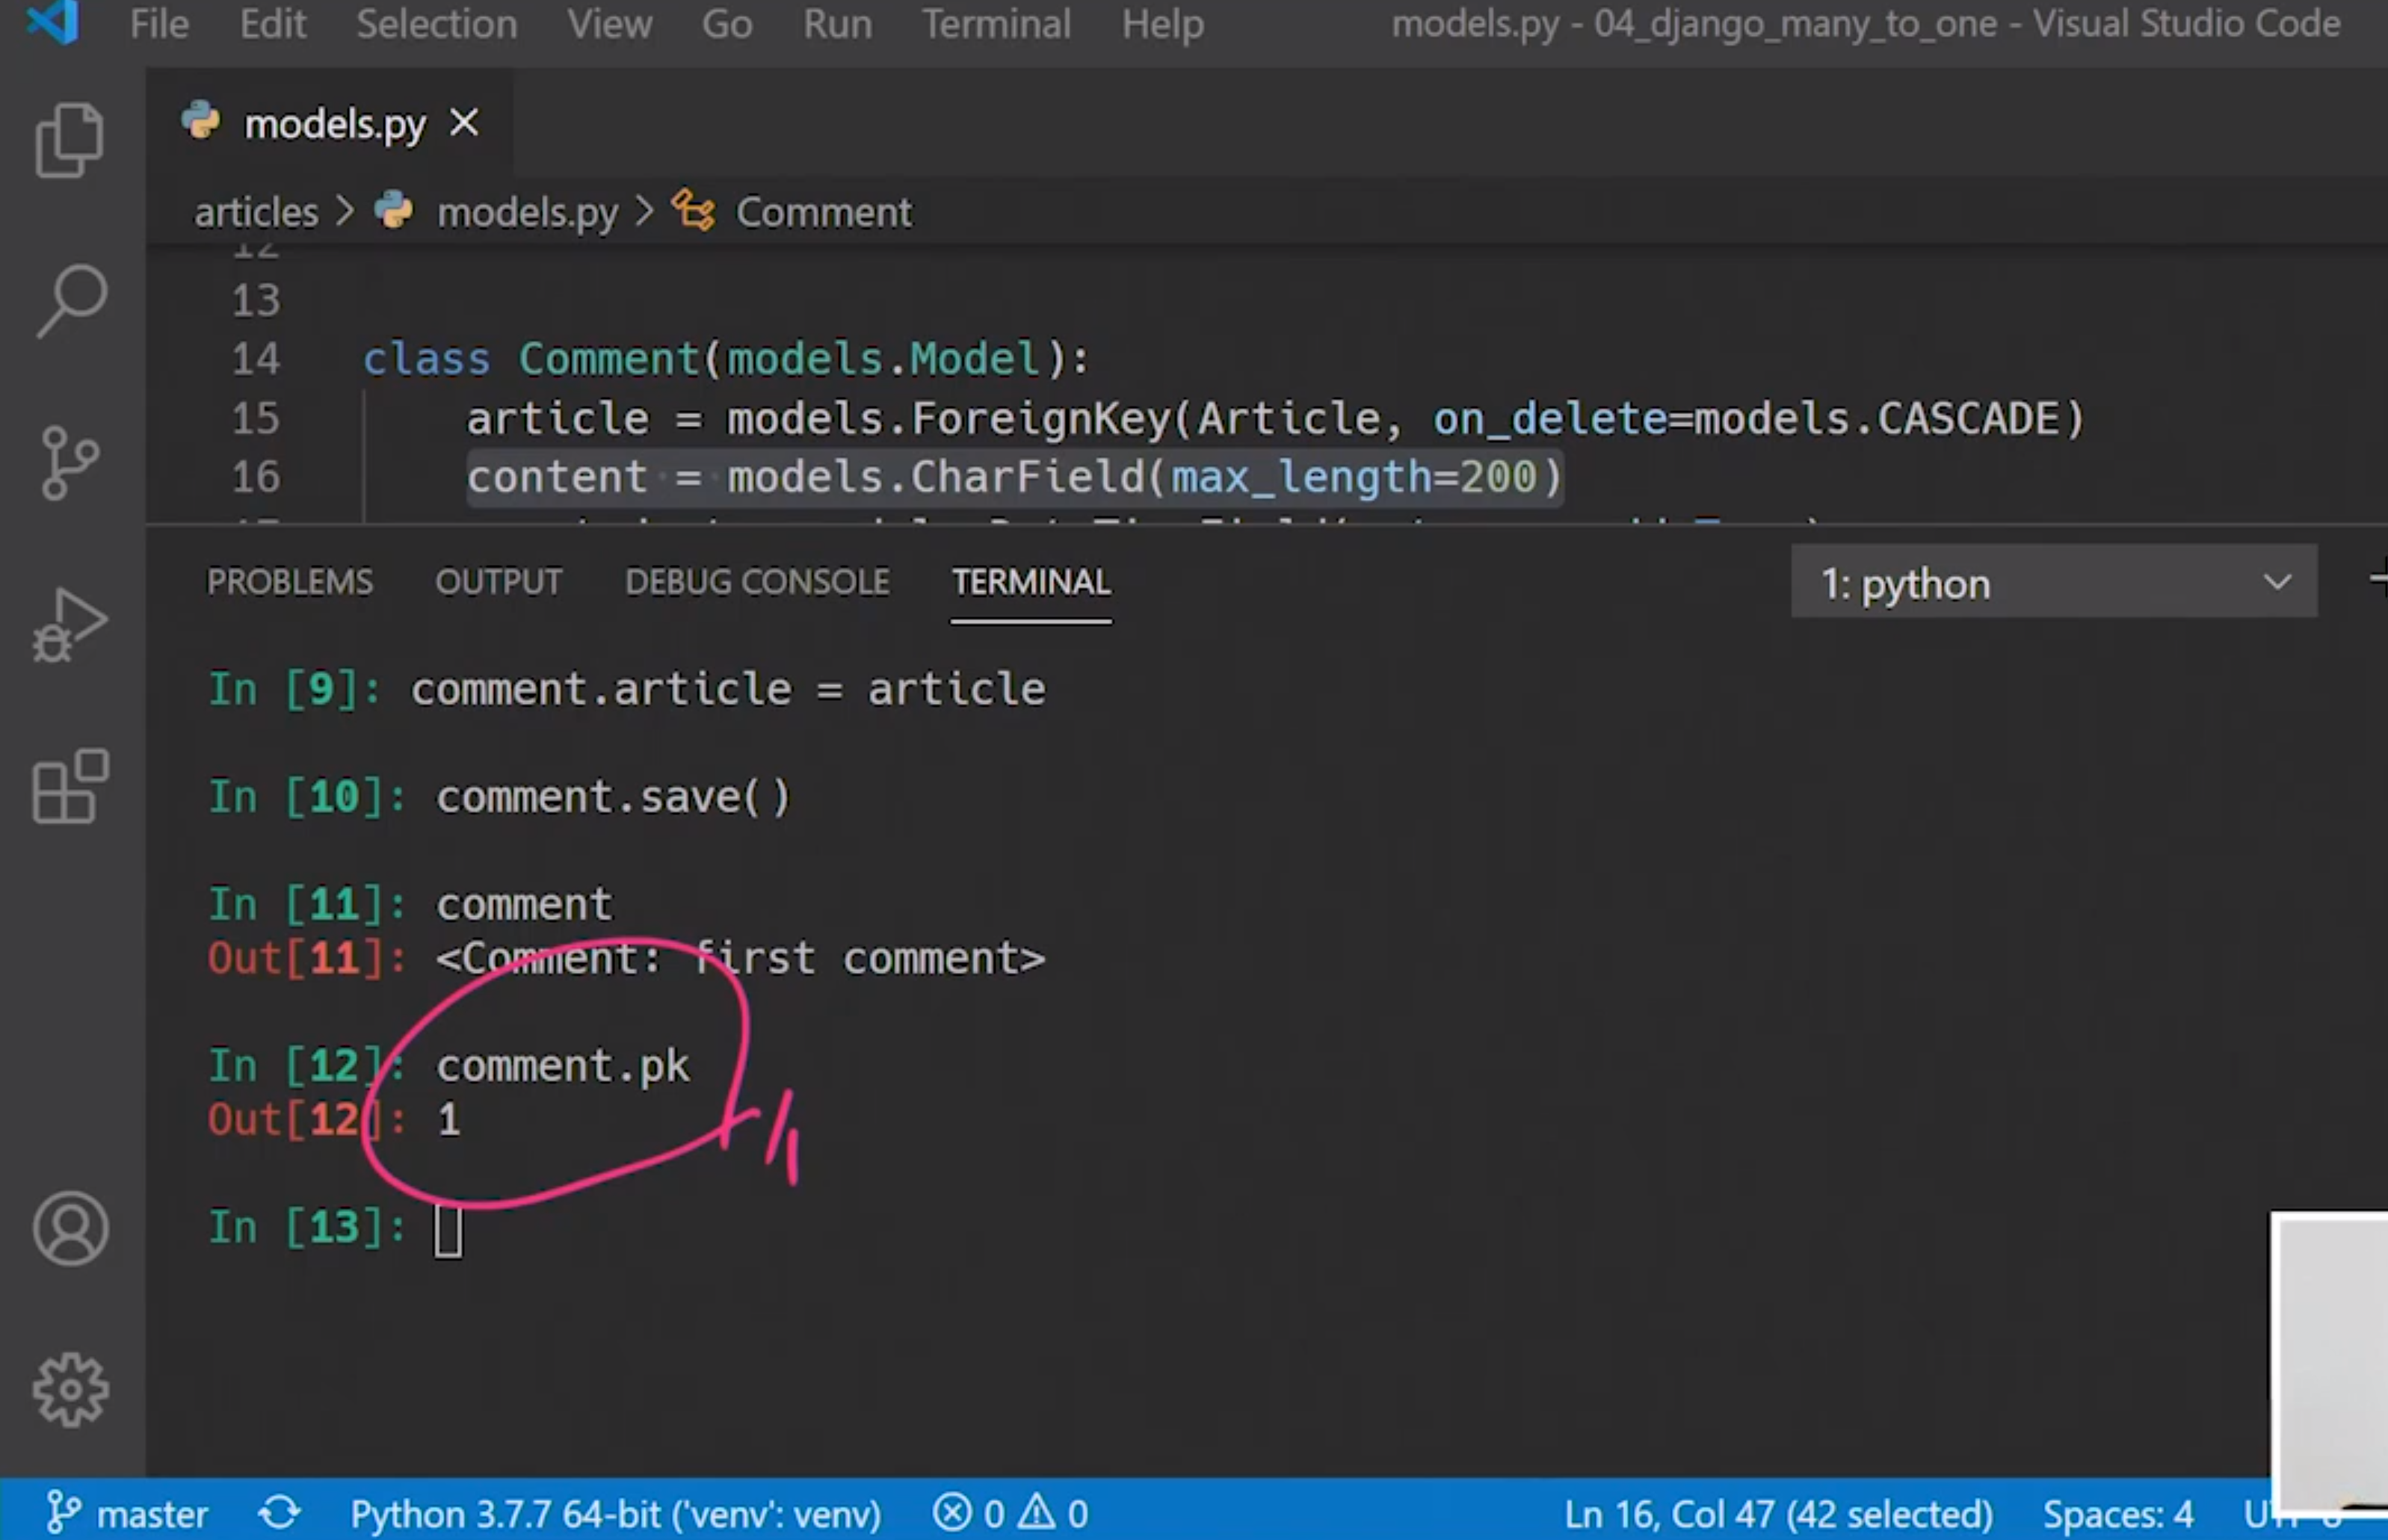 File Edit Selection View Go Run Terminal Help models.py - 04_django_many_to_one - Visual Studio Code
models.py
articles > models.py > Comment
12
13
14 class Comment(models.Model):
15 article = models.ForeignKey(Article, on_delete=models.CASCADE)
16 content = models.CharField(max_length=200)
PROBLEMS OUTPUT DEBUG CONSOLE TERMINAL 1: python
In [9]: comment.article = article
In [10]: comment.save()
In [11]: comment
Out[11]: <Comment: first comment>
In [12]: comment.pk
Out[12]: 1
In [13]:
master Python 3.7.7 64-bit ('venv': venv) 0 0 Ln 16, Col 47 (42 selected) Spaces: 4